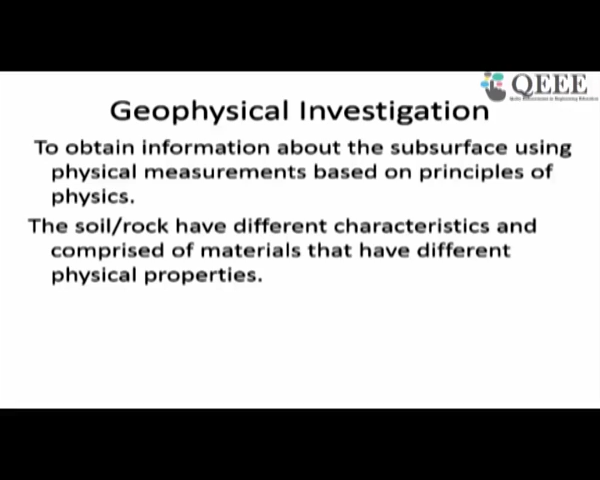 QEEE
Geophysical Investigation
To obtain information about the subsurface using
physical measurements based on principles of
physics.
The soil/rock have different characteristics and
comprised of materials that have different
physical properties.